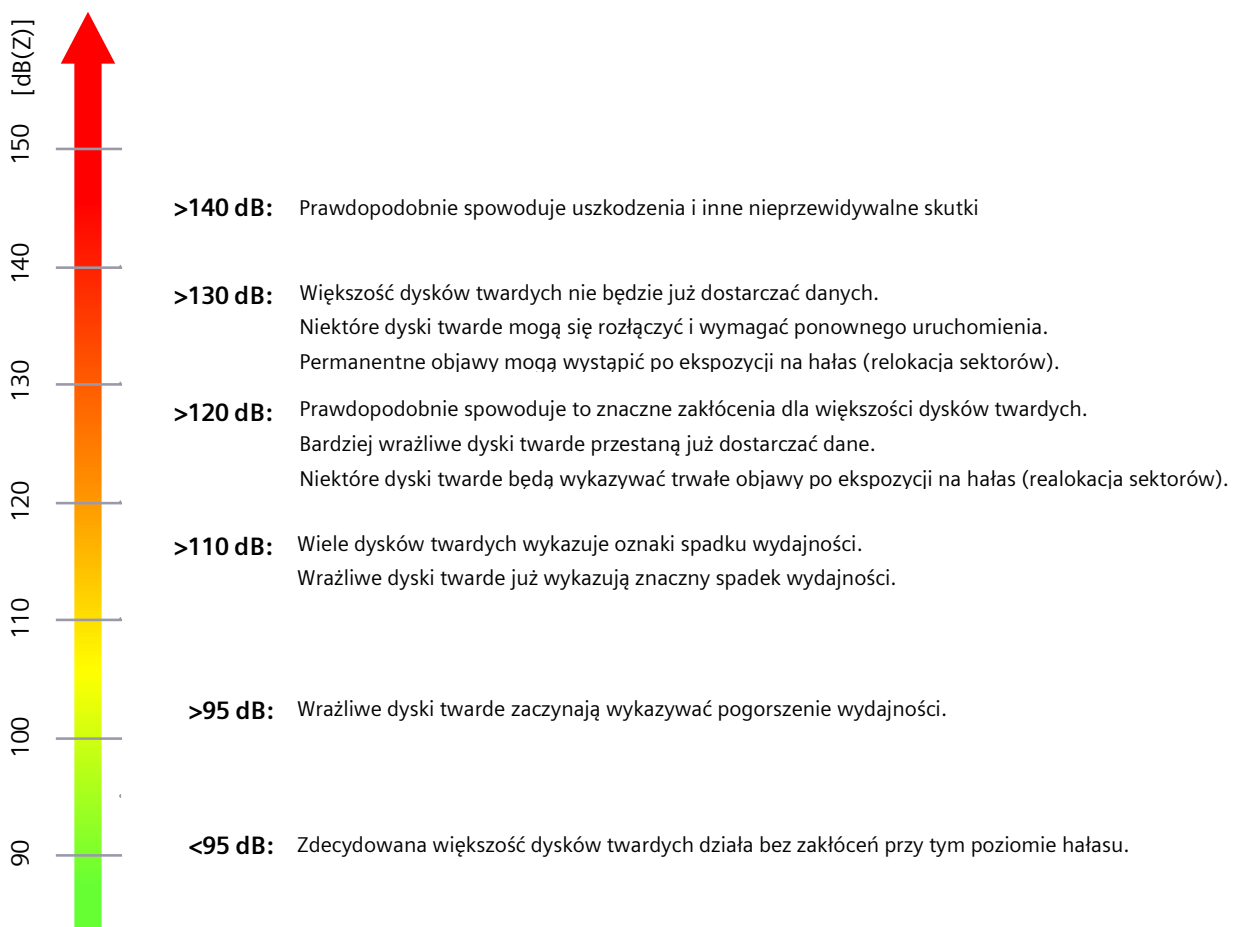 [dB(Z)]
150
>140 dB: Prawdopodobnie spowoduje uszkodzenia i inne nieprzewidywalne skutki
140
>130 dB: Większość dysków twardych nie będzie już dostarczać danych.
Niektóre dyski twarde mogą się rozłączyć i wymagać ponownego uruchomienia.
Permanentne objawy mogą wystąpić po ekspozycji na hałas (relokacja sektorów).
130
>120 dB: Prawdopodobnie spowoduje to znaczne zakłócenia dla większości dysków twardych.
Bardziej wrażliwe dyski twarde przestaną już dostarczać dane.
Niektóre dyski twarde będą wykazywać trwałe objawy po ekspozycji na hałas (realokacja sektorów).
120
>110 dB: Wiele dysków twardych wykazuje oznaki spadku wydajności.
Wrażliwe dyski twarde już wykazują znaczny spadek wydajności.
110
>95 dB: Wrażliwe dyski twarde zaczynają wykazywać pogorszenie wydajności.
100
<95 dB: Zdecydowana większość dysków twardych działa bez zakłóceń przy tym poziomie hałasu.
90